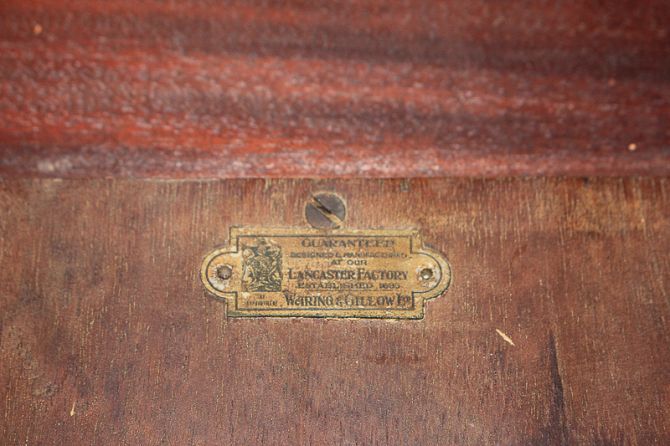 GUARANTEED
DESIGNED & MANUFACTURED
AT OUR
LANCASTER FACTORY
ESTABLISHED 1695
WARING & GILLOW LTD